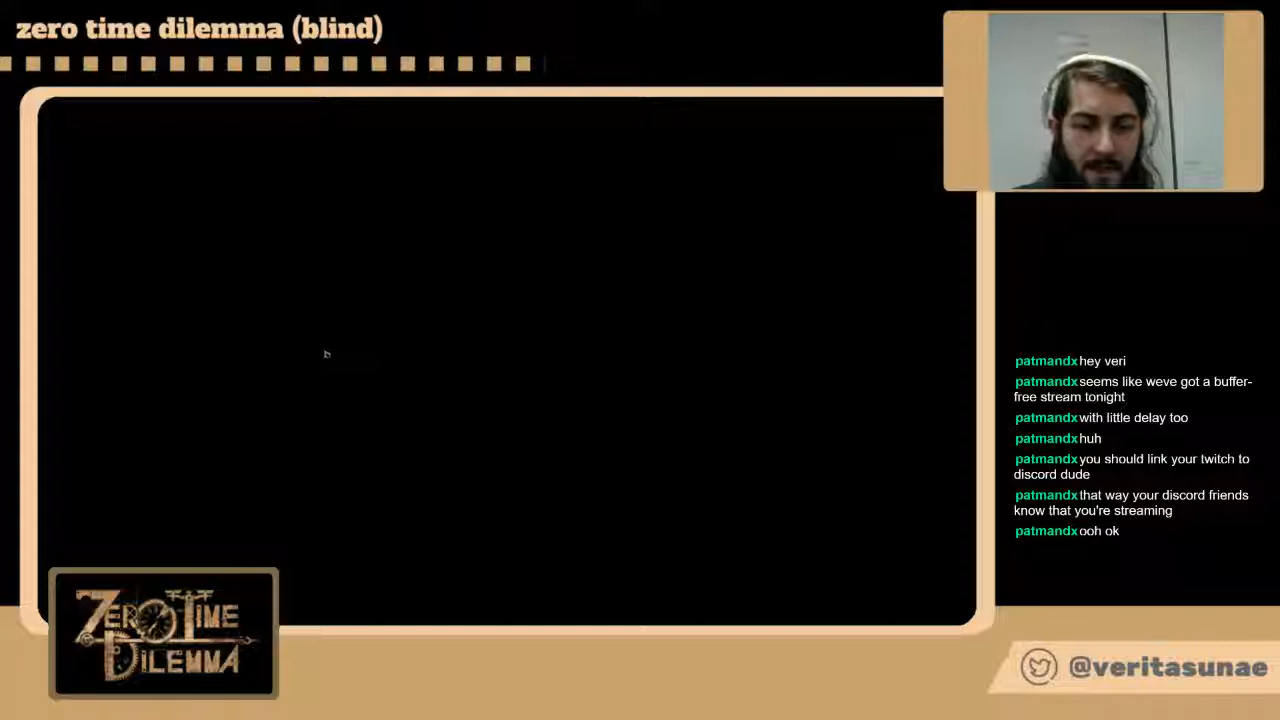 zero time dilemma (blind)
patmandx hey veri
patmandx seems like weve got a buffer-
free stream tonight
patmandx with little delay too
patmandx huh
patmandx you should link your twitch to
discord dude
patmandx that way your discord friends
know that you're streaming
patmandx ooh ok
ZERO TIME
DILEMMA
@veritasunae